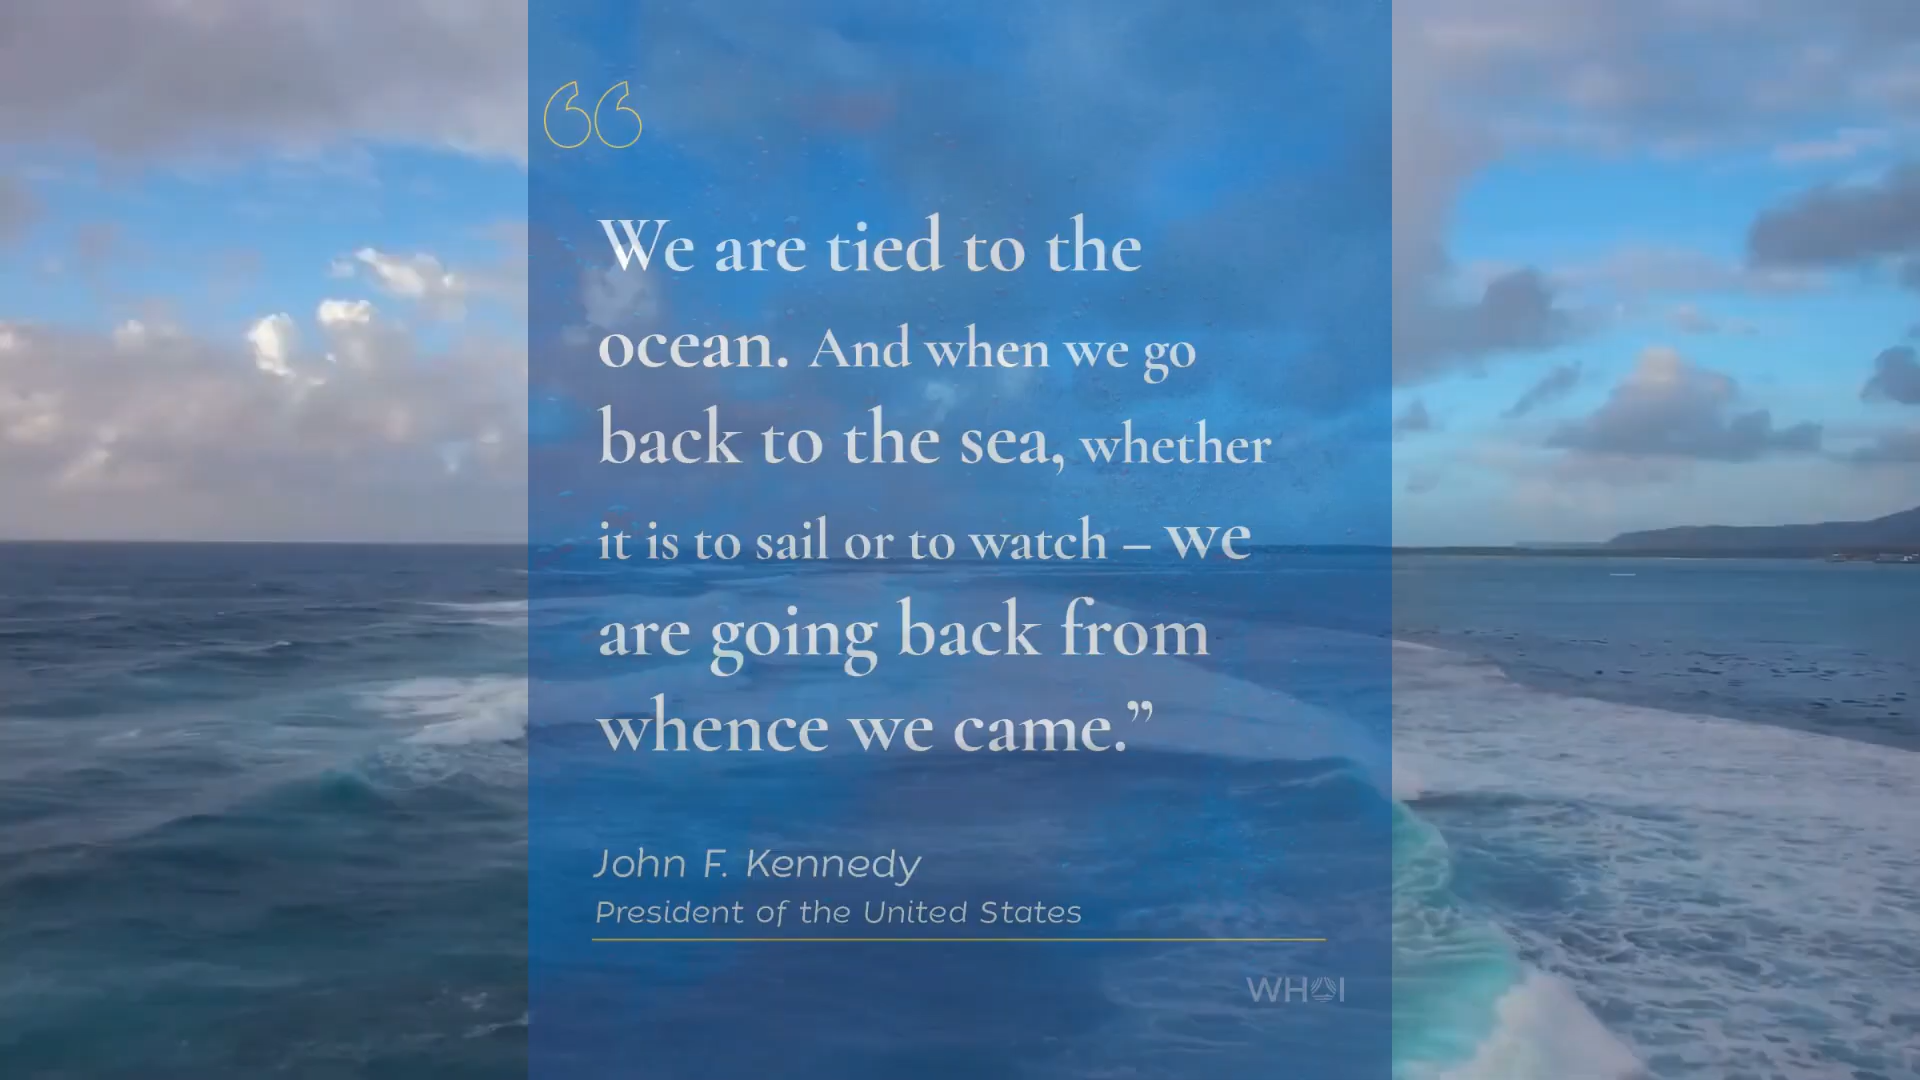 “
We are tied to the
ocean. And when we go
back to the sea, whether
it is to sail or to watch – we
are going back from
whence we came.”
John F. Kennedy
President of the United States
WHOI